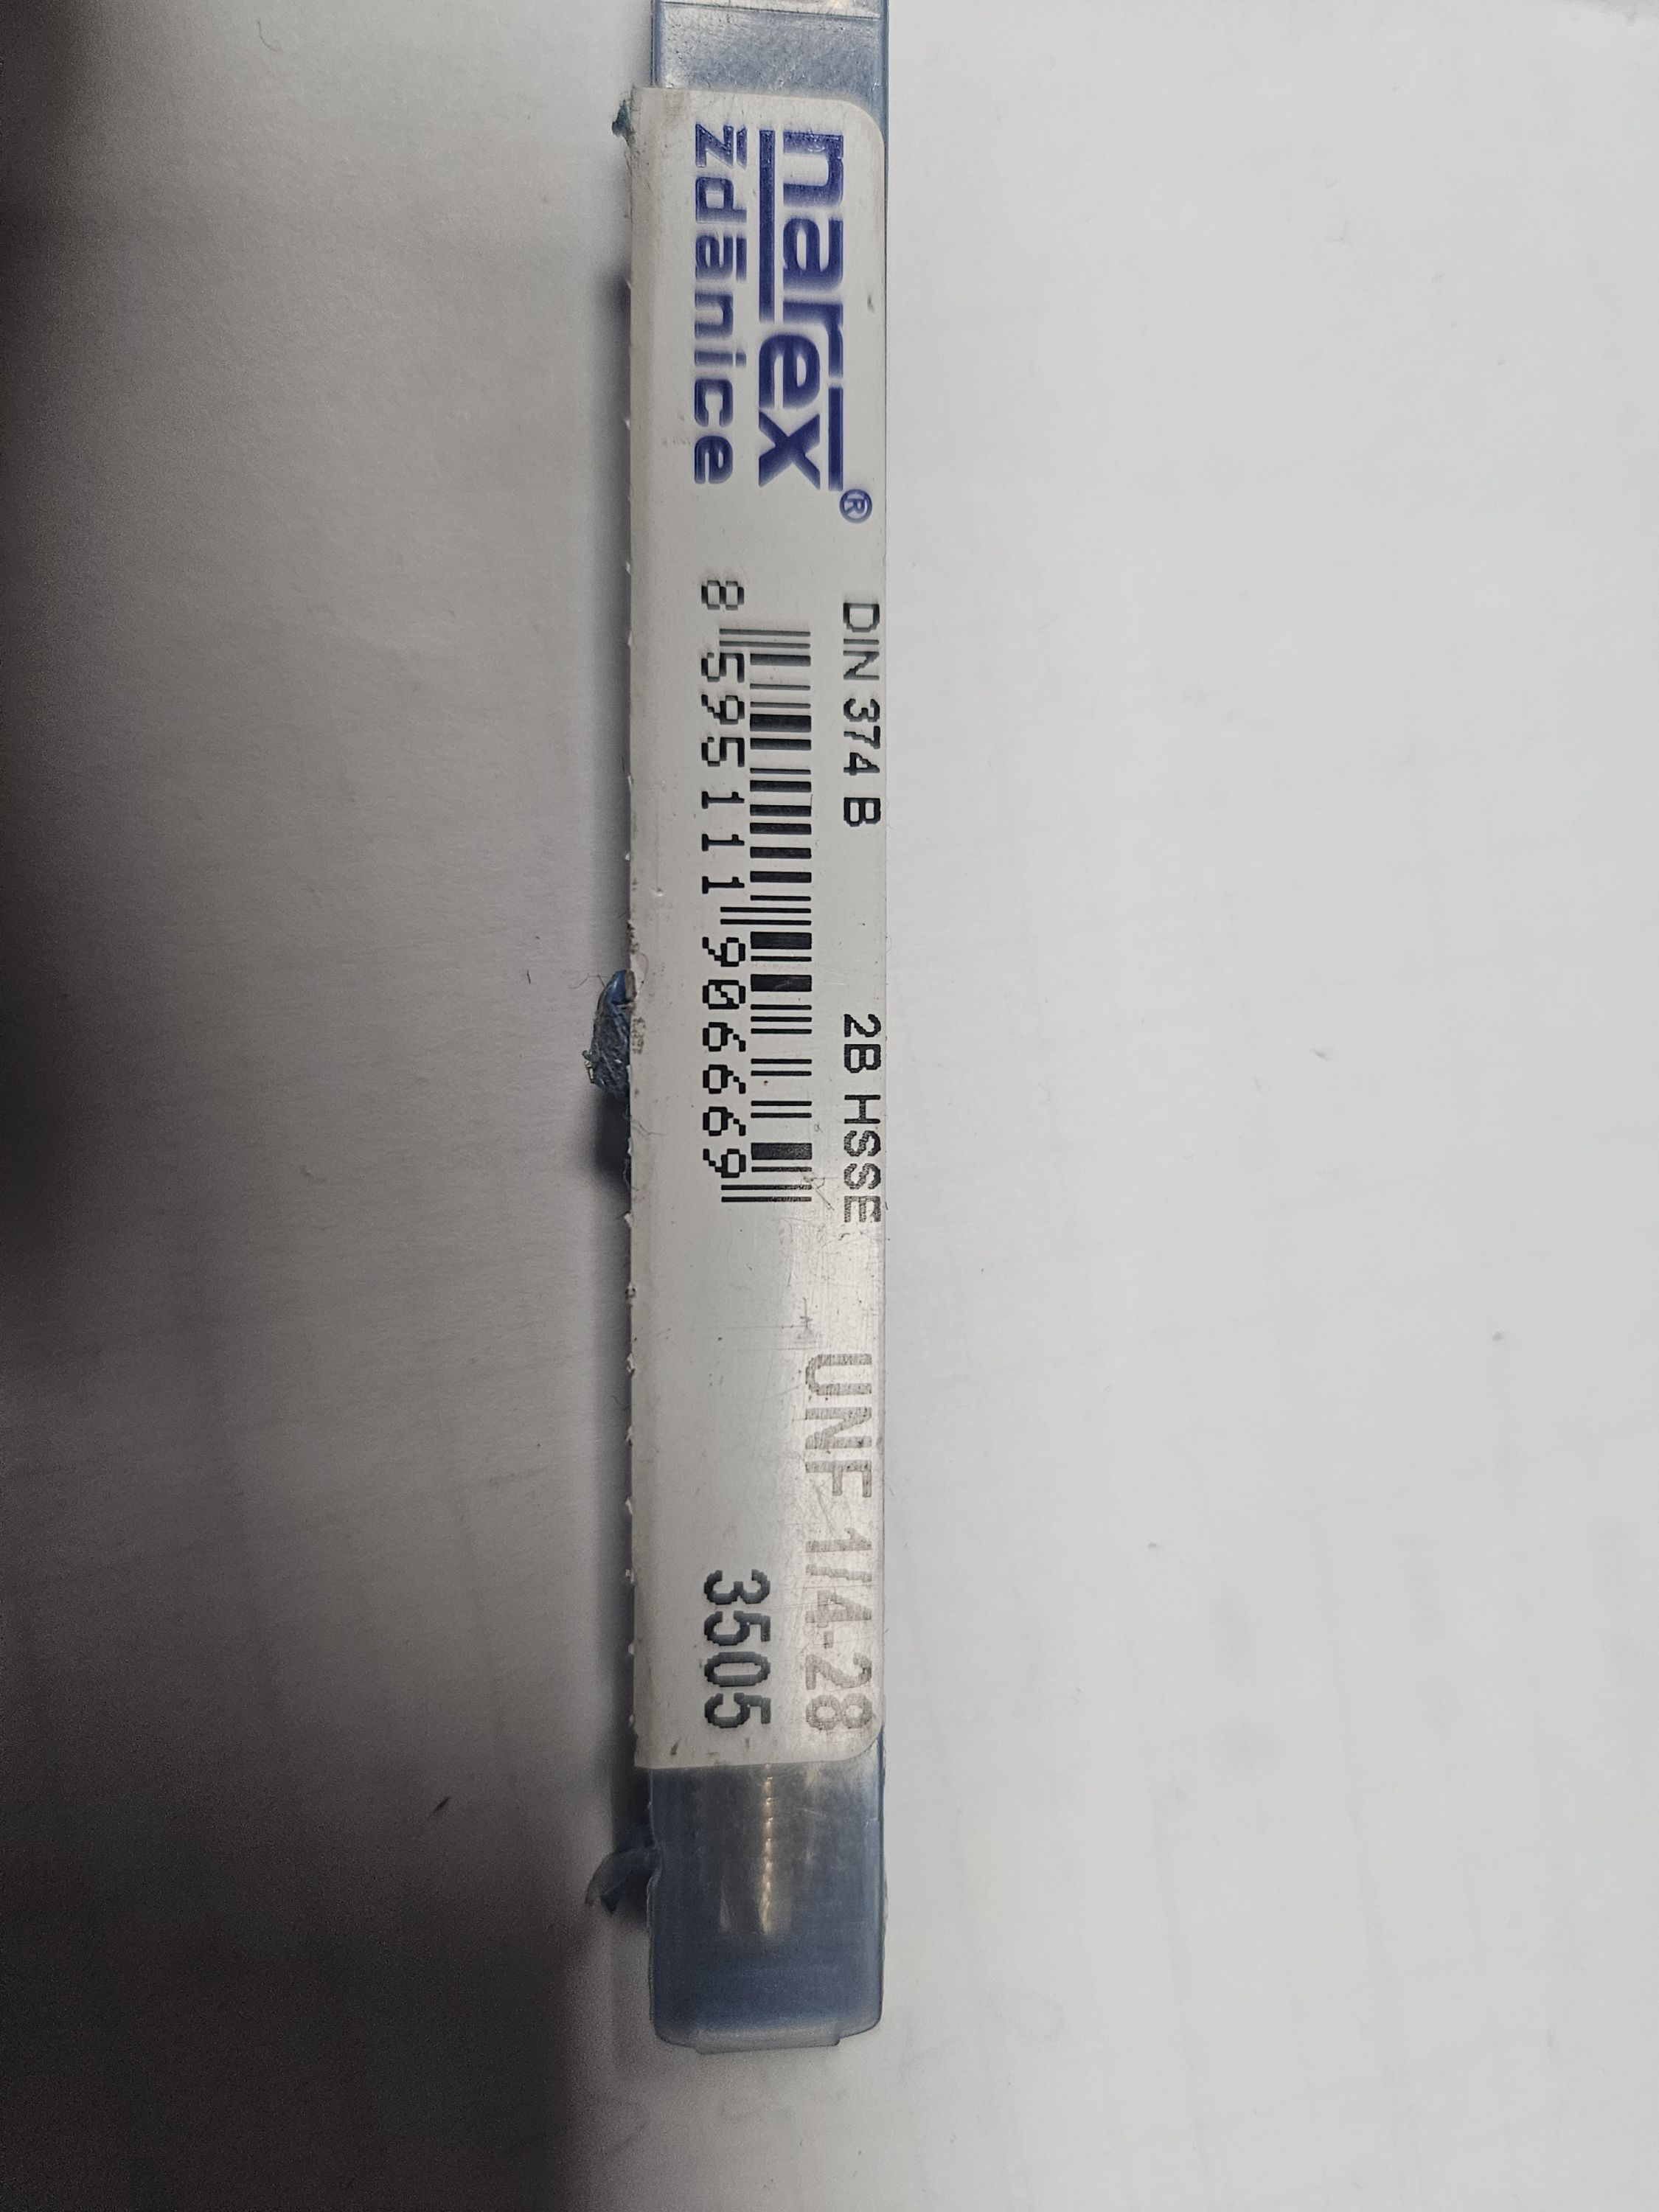 narex®
ždánice
DIN 374 B
2B HSSE
8 595111 906669
UNF 1/4-28
3505